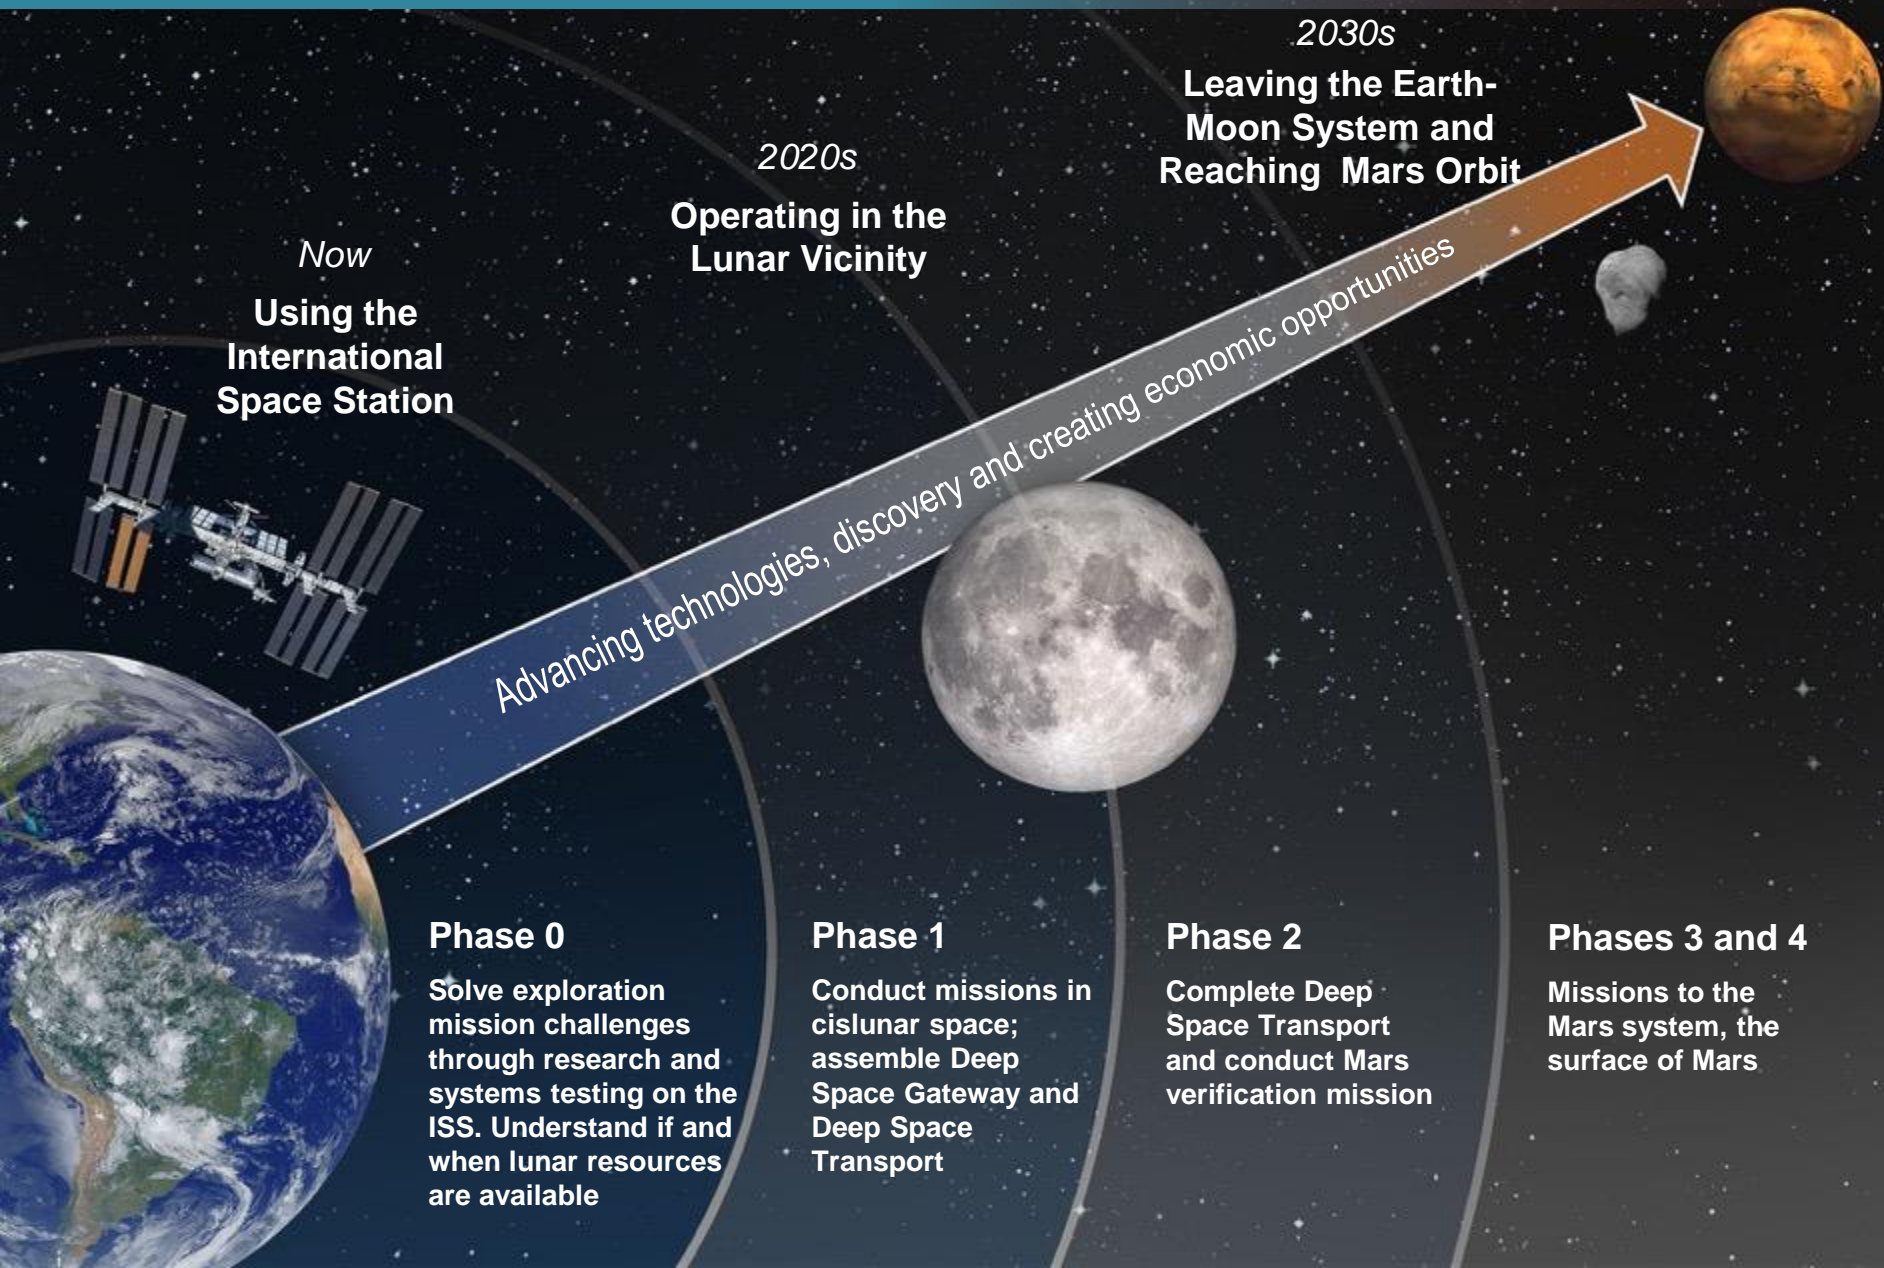 Now
Using the
International
Space Station
2020s
Operating in the
Lunar Vicinity
2030s
Leaving the Earth-
Moon System and
Reaching  Mars Orbit
Advancing technologies, discovery and creating economic opportunities
Phase 0
Solve exploration
mission challenges
through research and
systems testing on the
ISS. Understand if and
when lunar resources
are available
Phase 1
Conduct missions in
cislunar space;
assemble Deep
Space Gateway and
Deep Space
Transport
Phase 2
Complete Deep
Space Transport
and conduct Mars
verification mission
Phases 3 and 4
Missions to the
Mars system, the
surface of Mars